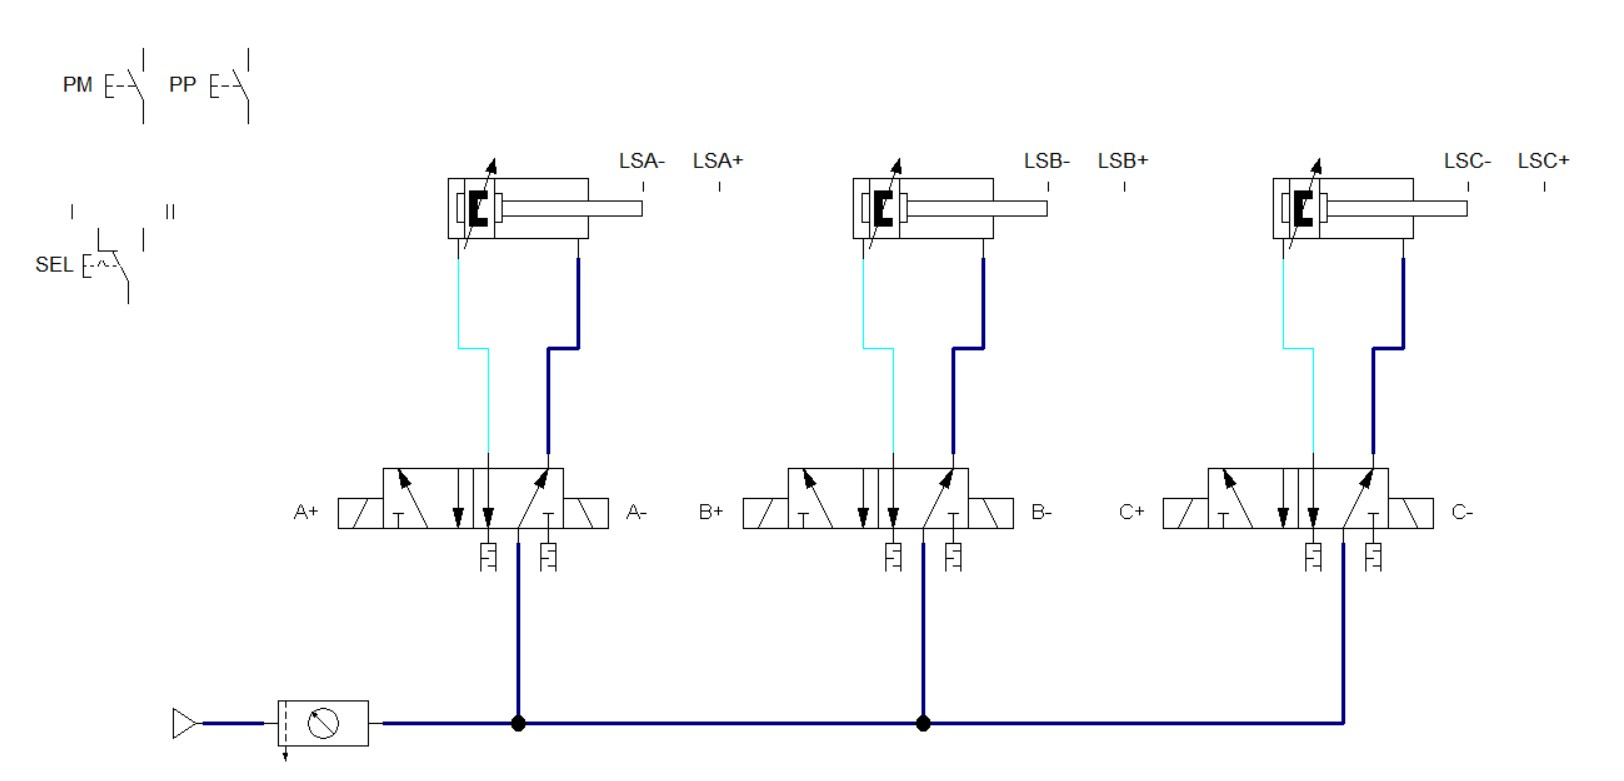 PM PP
LSA- LSA+ LSB- LSB+ LSC- LSC+
I II
SEL
A+ A- B+ B- C+ C-